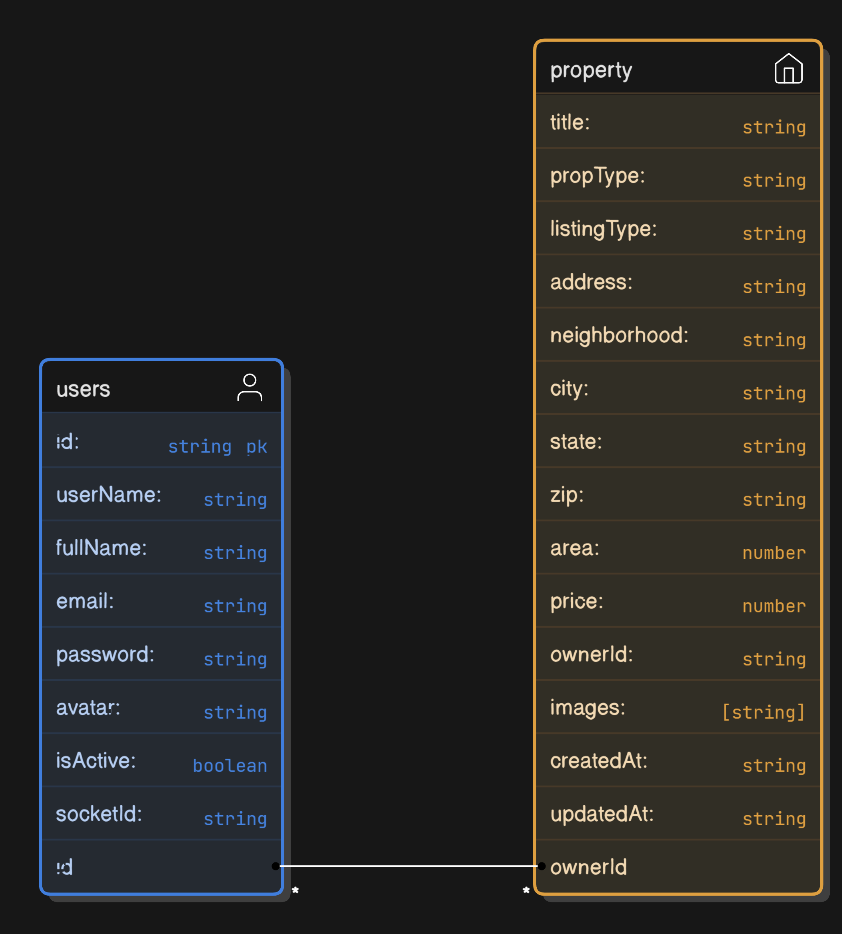 users
id: string pk
userName: string
fullName: string
email: string
password: string
avatar: string
isActive: boolean
socketId: string
id
*
property
title: string
propType: string
listingType: string
address: string
neighborhood: string
city: string
state: string
zip: string
area: number
price: number
ownerId: string
images: [string]
createdAt: string
updatedAt: string
ownerId
*